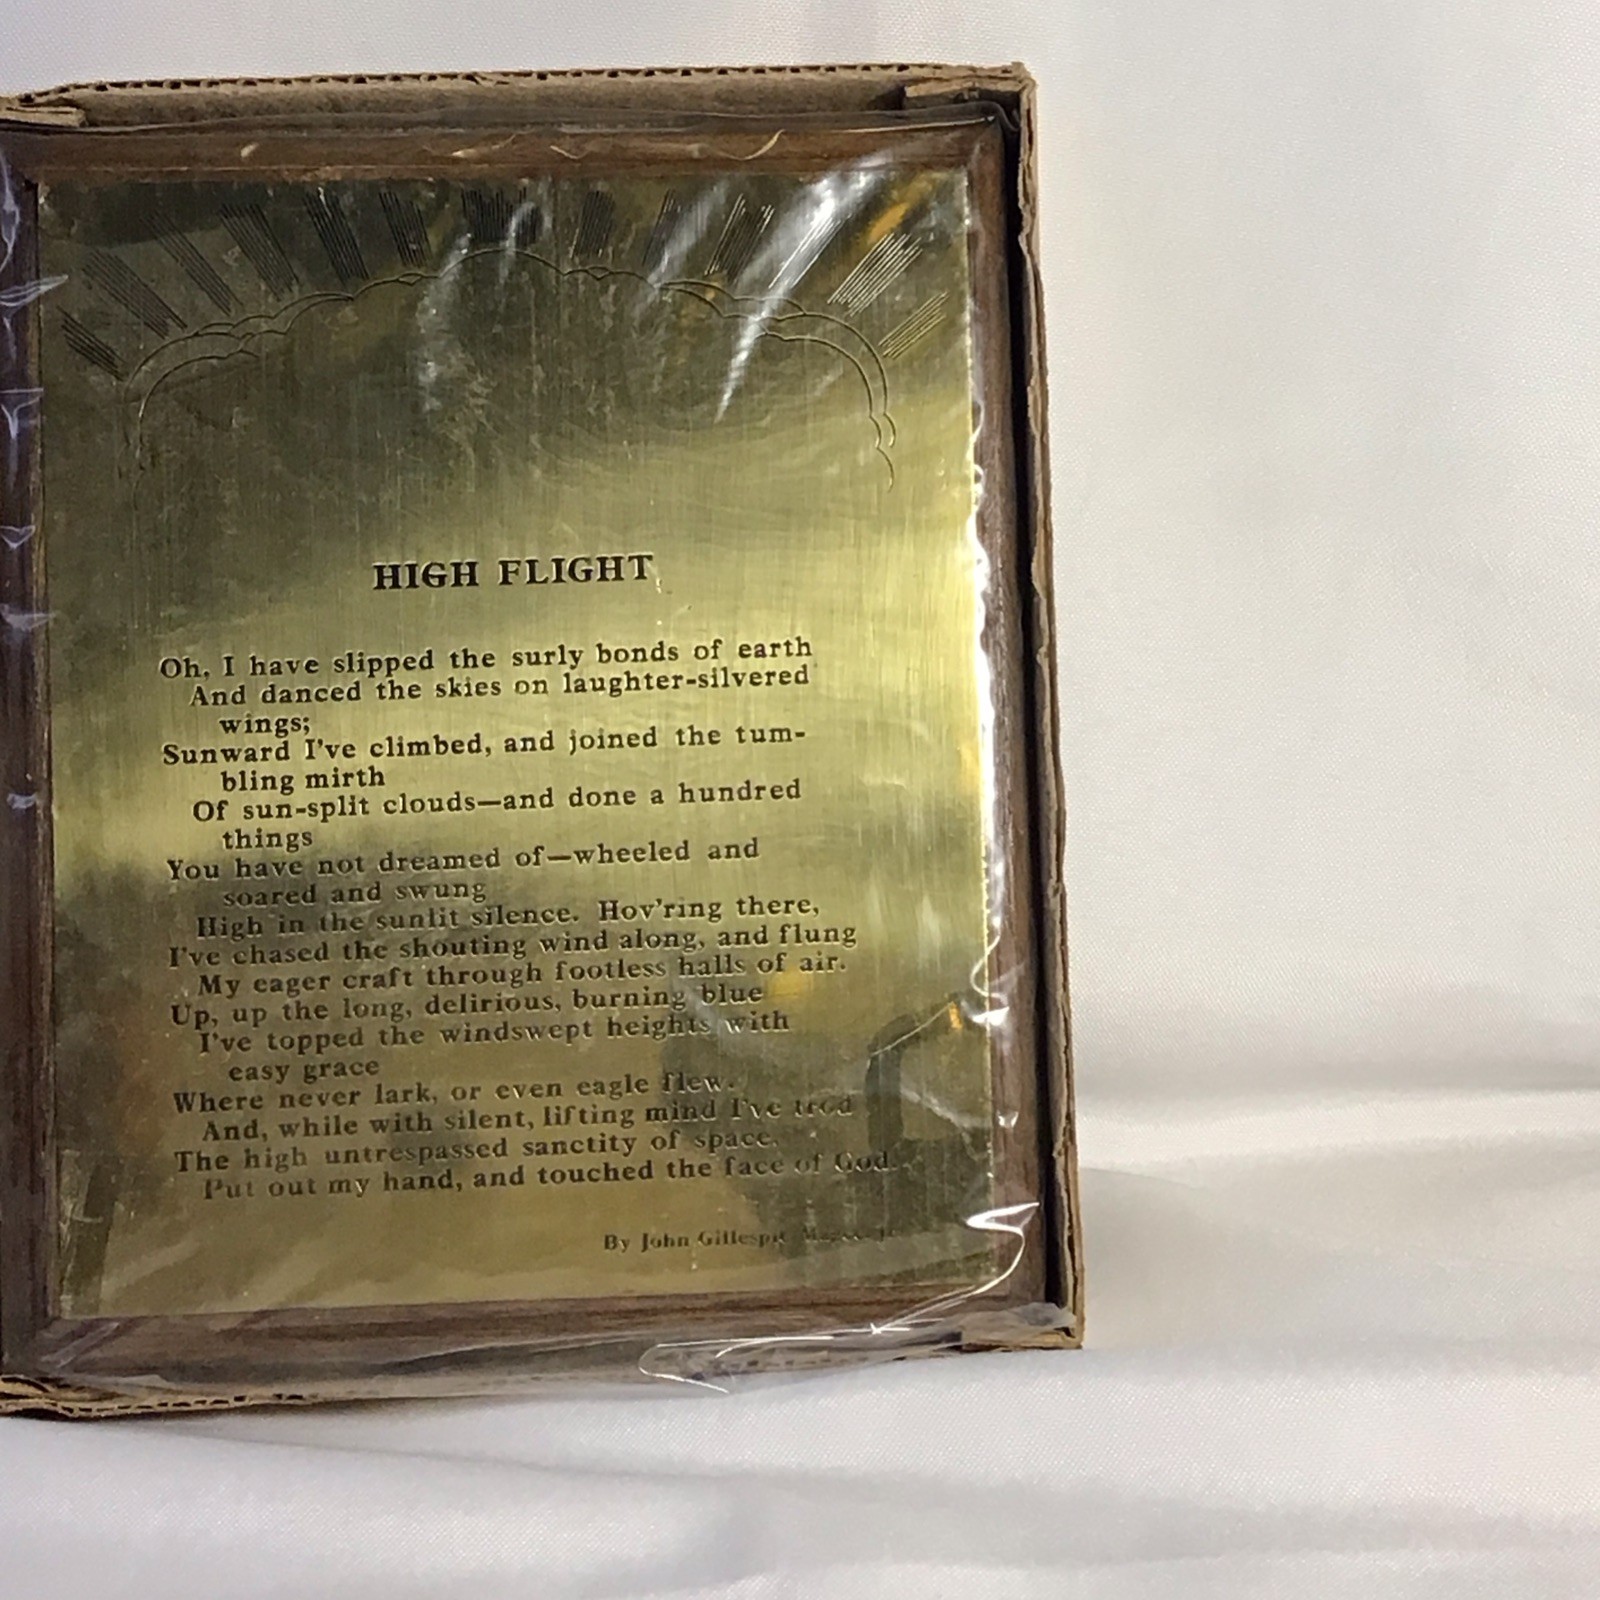 HIGH FLIGHT
Oh, I have slipped the surly bonds of earth
And danced the skies on laughter-silvered
wings;
Sunward I've climbed, and joined the tum-
bling mirth
Of sun-split clouds—and done a hundred
things
You have not dreamed of—wheeled and
soared and swung
High in the sunlit silence. Hov'ring there,
I've chased the shouting wind along, and flung
My eager craft through footless halls of air.
Up, up the long, delirious, burning blue
I've topped the windswept heights with
easy grace
Where never lark, or even eagle flew.
And, while with silent, lifting mind I've trod
The high untrespassed sanctity of space,
Put out my hand, and touched the face of God.
By John Gillespie